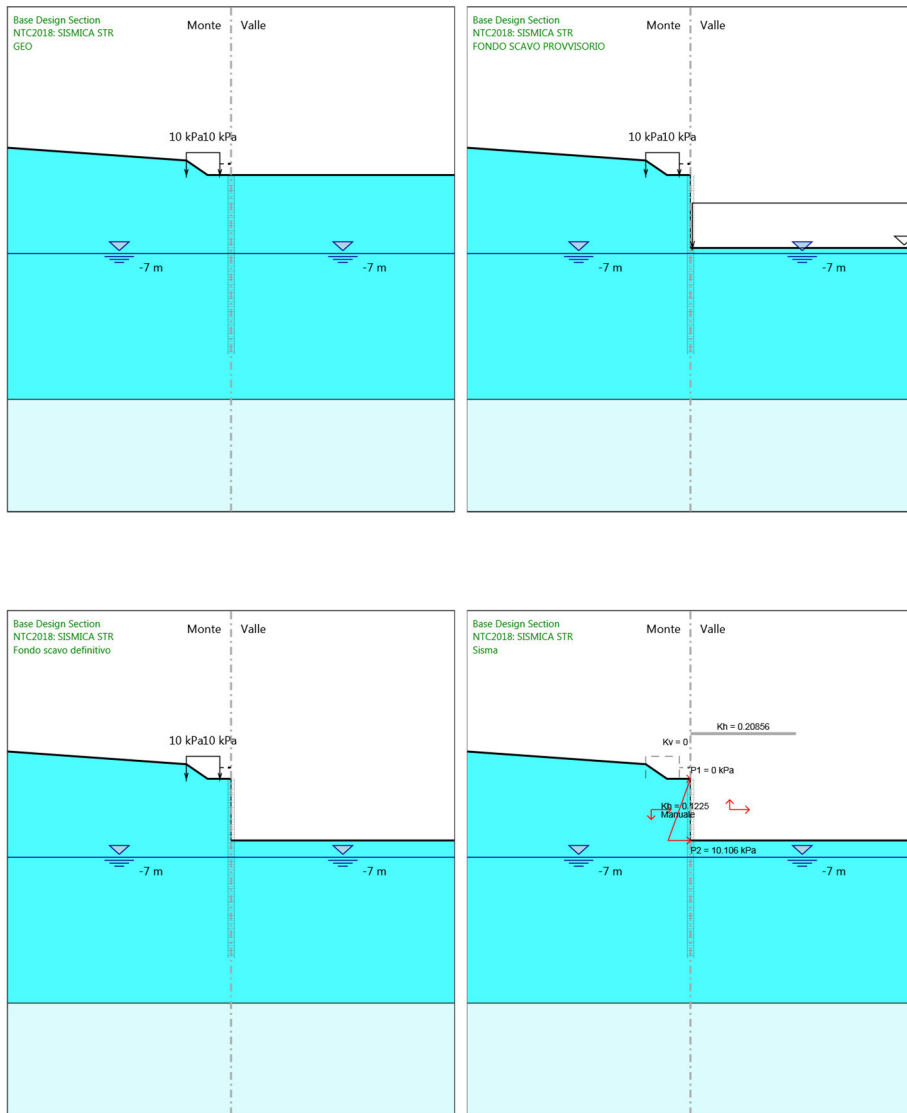 Base Design Section
NTC2018: SISMICA STR
GEO
Monte
Valle
10 kPa10 kPa
-7 m
-7 m
Base Design Section
NTC2018: SISMICA STR
FONDO SCAVO PROVVISORIO
Monte
Valle
10 kPa10 kPa
-7 m
-7 m
Base Design Section
NTC2018: SISMICA STR
Fondo scavo definitivo
Monte
Valle
10 kPa10 kPa
-7 m
-7 m
Base Design Section
NTC2018: SISMICA STR
Sisma
Monte
Valle
Kh = 0.20856
Kv = 0
P1 = 0 kPa
Kh = 0.1225
Manuale
P2 = 10.106 kPa
-7 m
-7 m